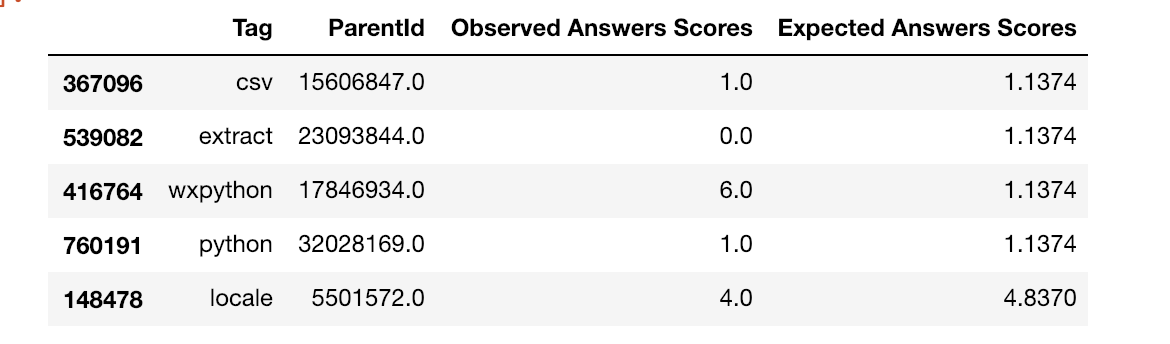 Tag ParentId Observed Answers Scores Expected Answers Scores
367096 csv 15606847.0 1.0 1.1374
539082 extract 23093844.0 0.0 1.1374
416764 wxpython 17846934.0 6.0 1.1374
760191 python 32028169.0 1.0 1.1374
148478 locale 5501572.0 4.0 4.8370